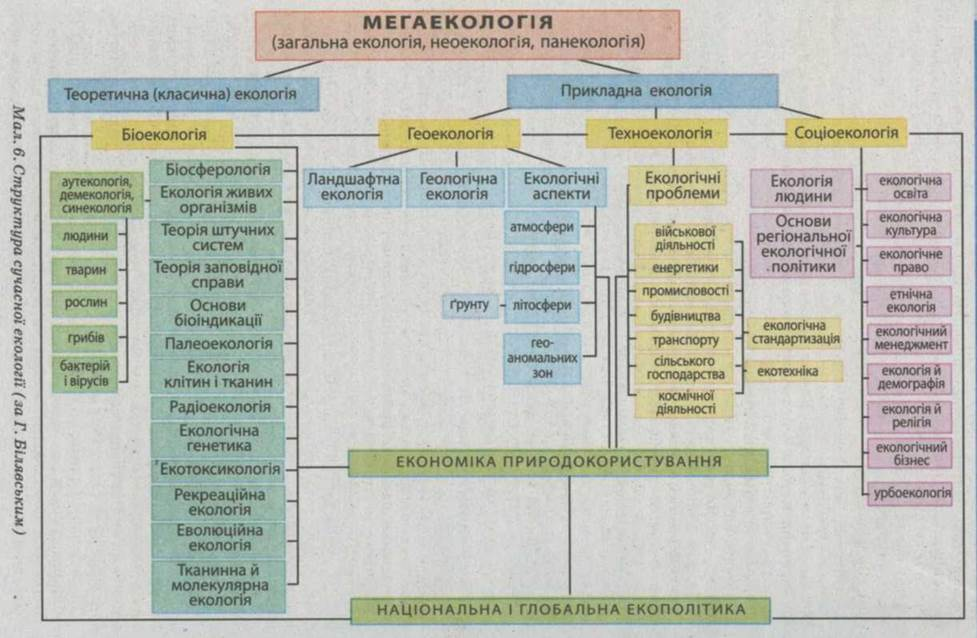 МЕГАЕКОЛОГІЯ
(загальна екологія, неоекологія, панекологія)
Теоретична (класична) екологія
Прикладна екологія
Біоекологія
Геоекологія
Техноекологія
Соціоекологія
аутекологія,
демекологія,
синекологія
людини
тварин
рослин
грибів
бактерій
і вірусів
Біосферологія
Екологія живих
організмів
Теорія штучних
систем
Теорія заповідної
справи
Основи
біоіндикації
Палеоекологія
Екологія
клітин і тканин
Радіоекологія
Екологічна
генетика
Екотоксикологія
Рекреаційна
екологія
Еволюційна
екологія
Тканинна й
молекулярна
екологія
Ландшафтна
екологія
Геологічна
екологія
Екологічні
аспекти
атмосфери
гідросфери
ґрунту
літосфери
гео-
аномальних
зон
Екологічні
проблеми
військової
діяльності
енергетики
промисловості
будівництва
транспорту
сільського
господарства
космічної
діяльності
екологічна
стандартизація
екотехніка
Екологія
людини
Основи
регіональної
екологічної
політики
екологічна
освіта
екологічна
культура
екологічне
право
етнічна
екологія
екологічний
менеджмент
екологія й
демографія
екологія й
релігія
екологічний
бізнес
урбоекологія
ЕКОНОМІКА ПРИРОДОКОРИСТУВАННЯ
НАЦІОНАЛЬНА І ГЛОБАЛЬНА ЕКОПОЛІТИКА
Мал. 6. Структура сучасної екології (за Г. Білявським)